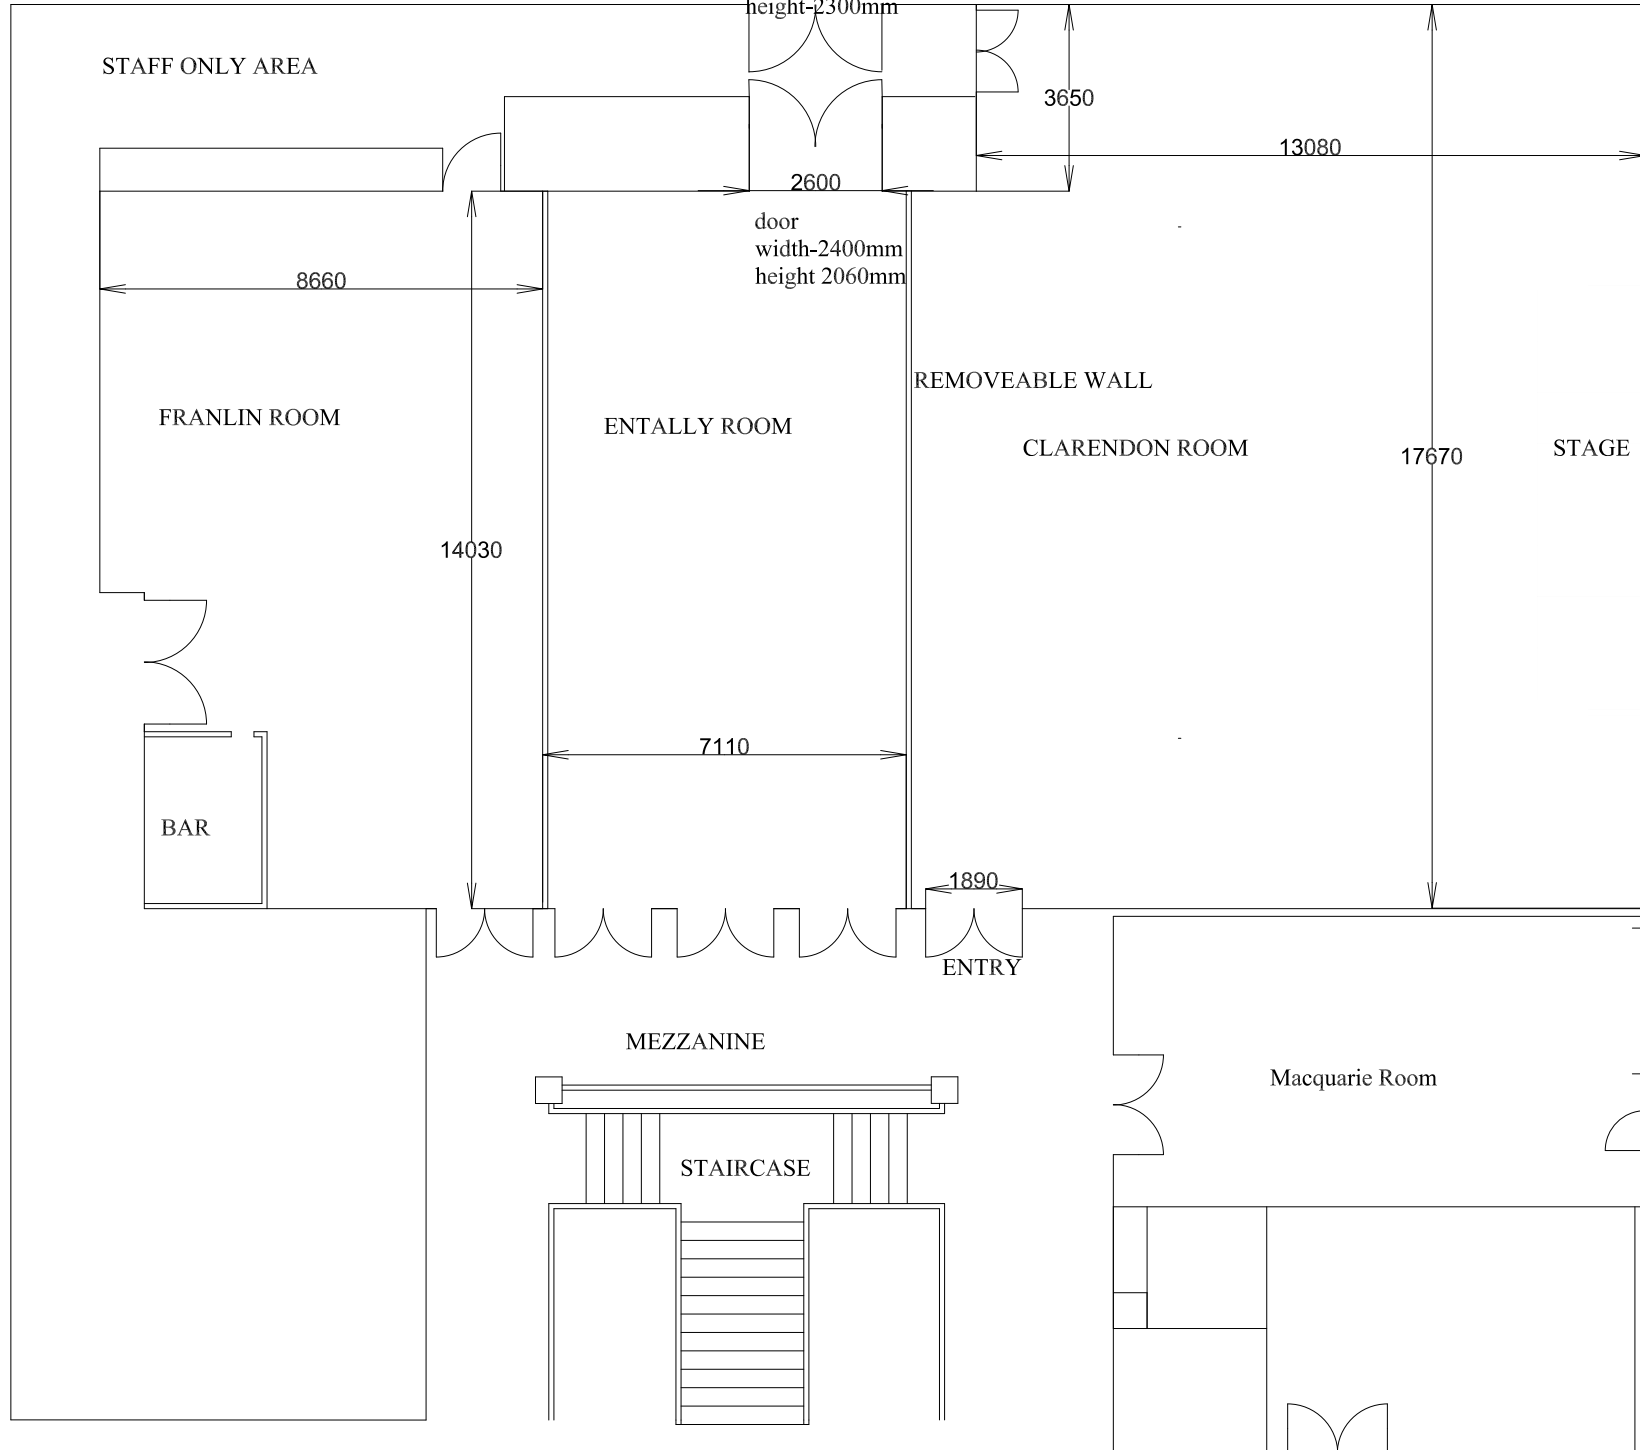 height-2300mm
STAFF ONLY AREA
3650
13080
2600
door
width-2400mm
height 2060mm
8660
REMOVEABLE WALL
FRANLIN ROOM
ENTALLY ROOM
CLARENDON ROOM
17670
STAGE
14030
7110
BAR
1890
ENTRY
MEZZANINE
Macquarie Room
STAIRCASE